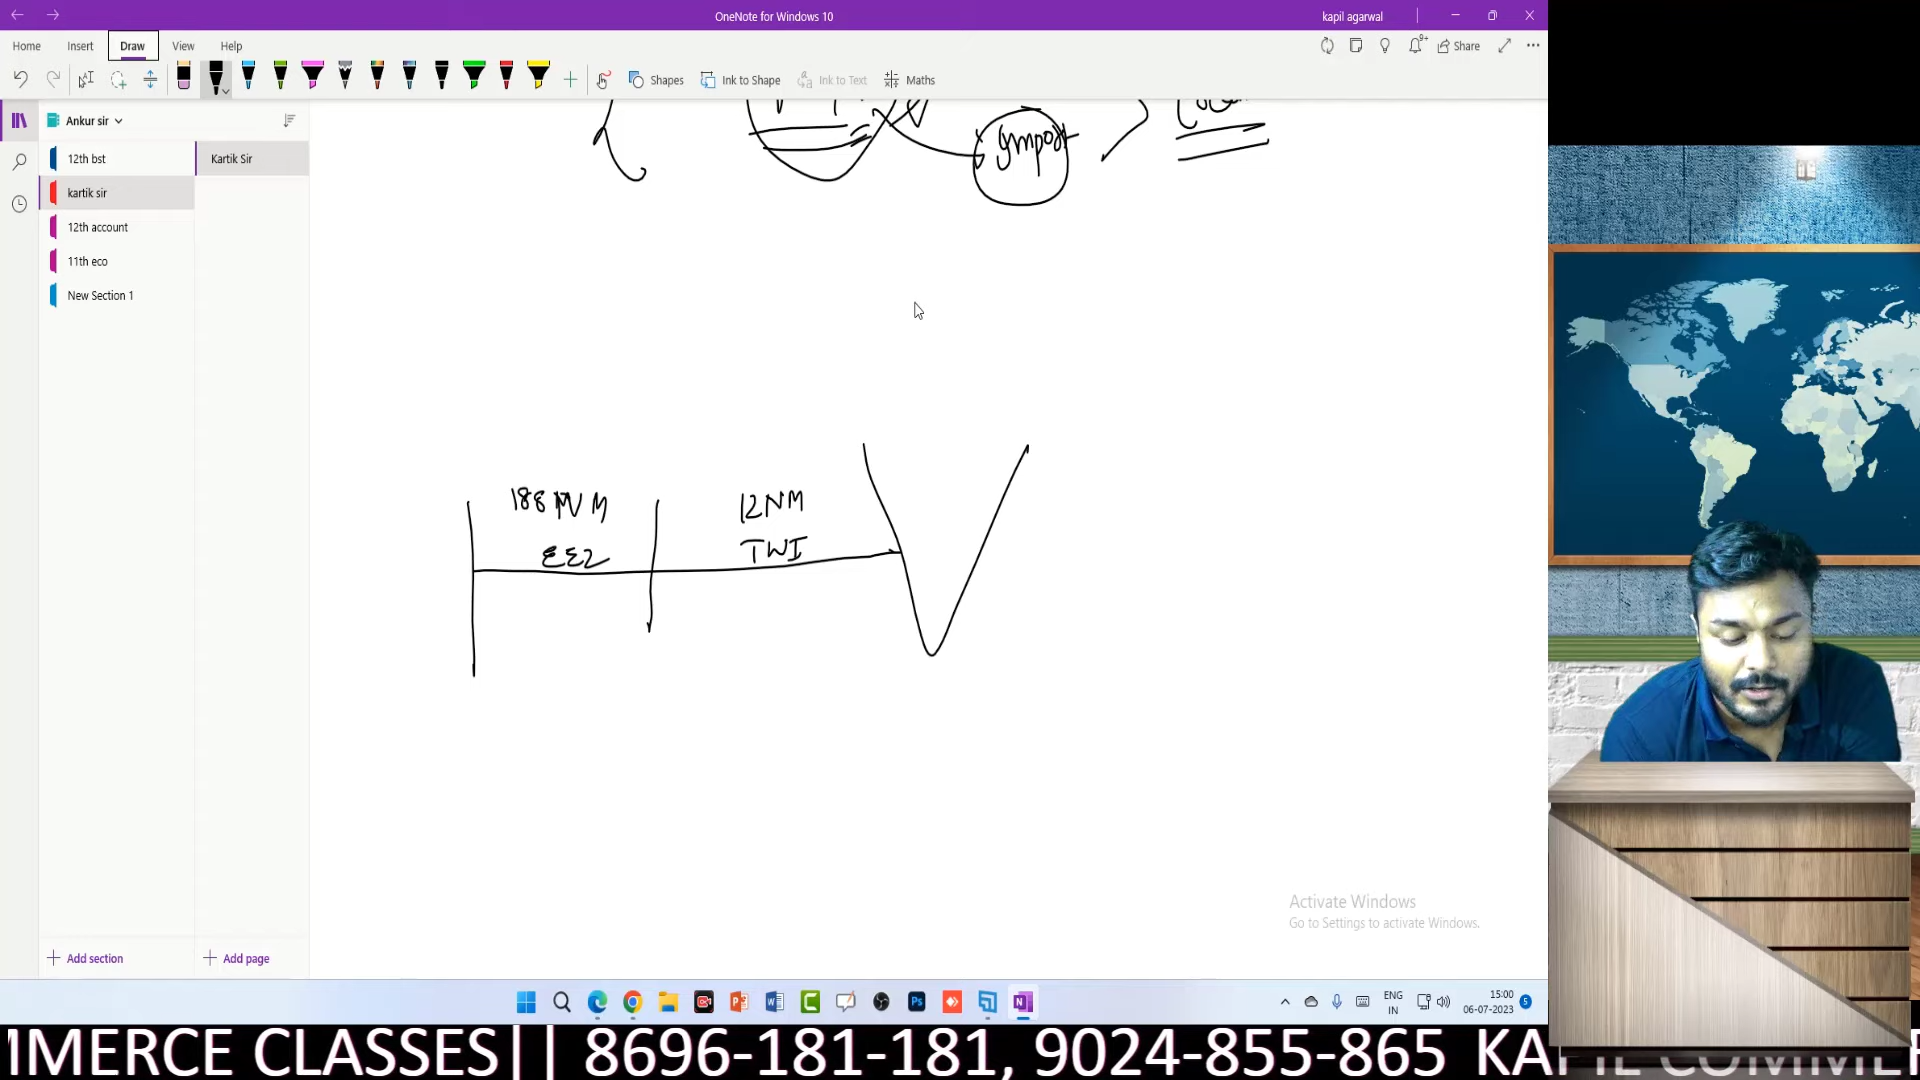 OneNote for Windows 10
kapil agarwal
Home Insert Draw View Help
9+
Share
Shapes
Ink to Shape
Ink to Text
Maths
Ankur sir
12th bst
kartik sir
12th account
11th eco
New Section 1
Kartik Sir
188 NM
EEZ
12NM
TWI
Activate Windows
Go to Settings to activate Windows.
Add section
Add page
ENG
IN
15:00
06-07-2023
5
IMERCE CLASSES|| 8696-181-181, 9024-855-865